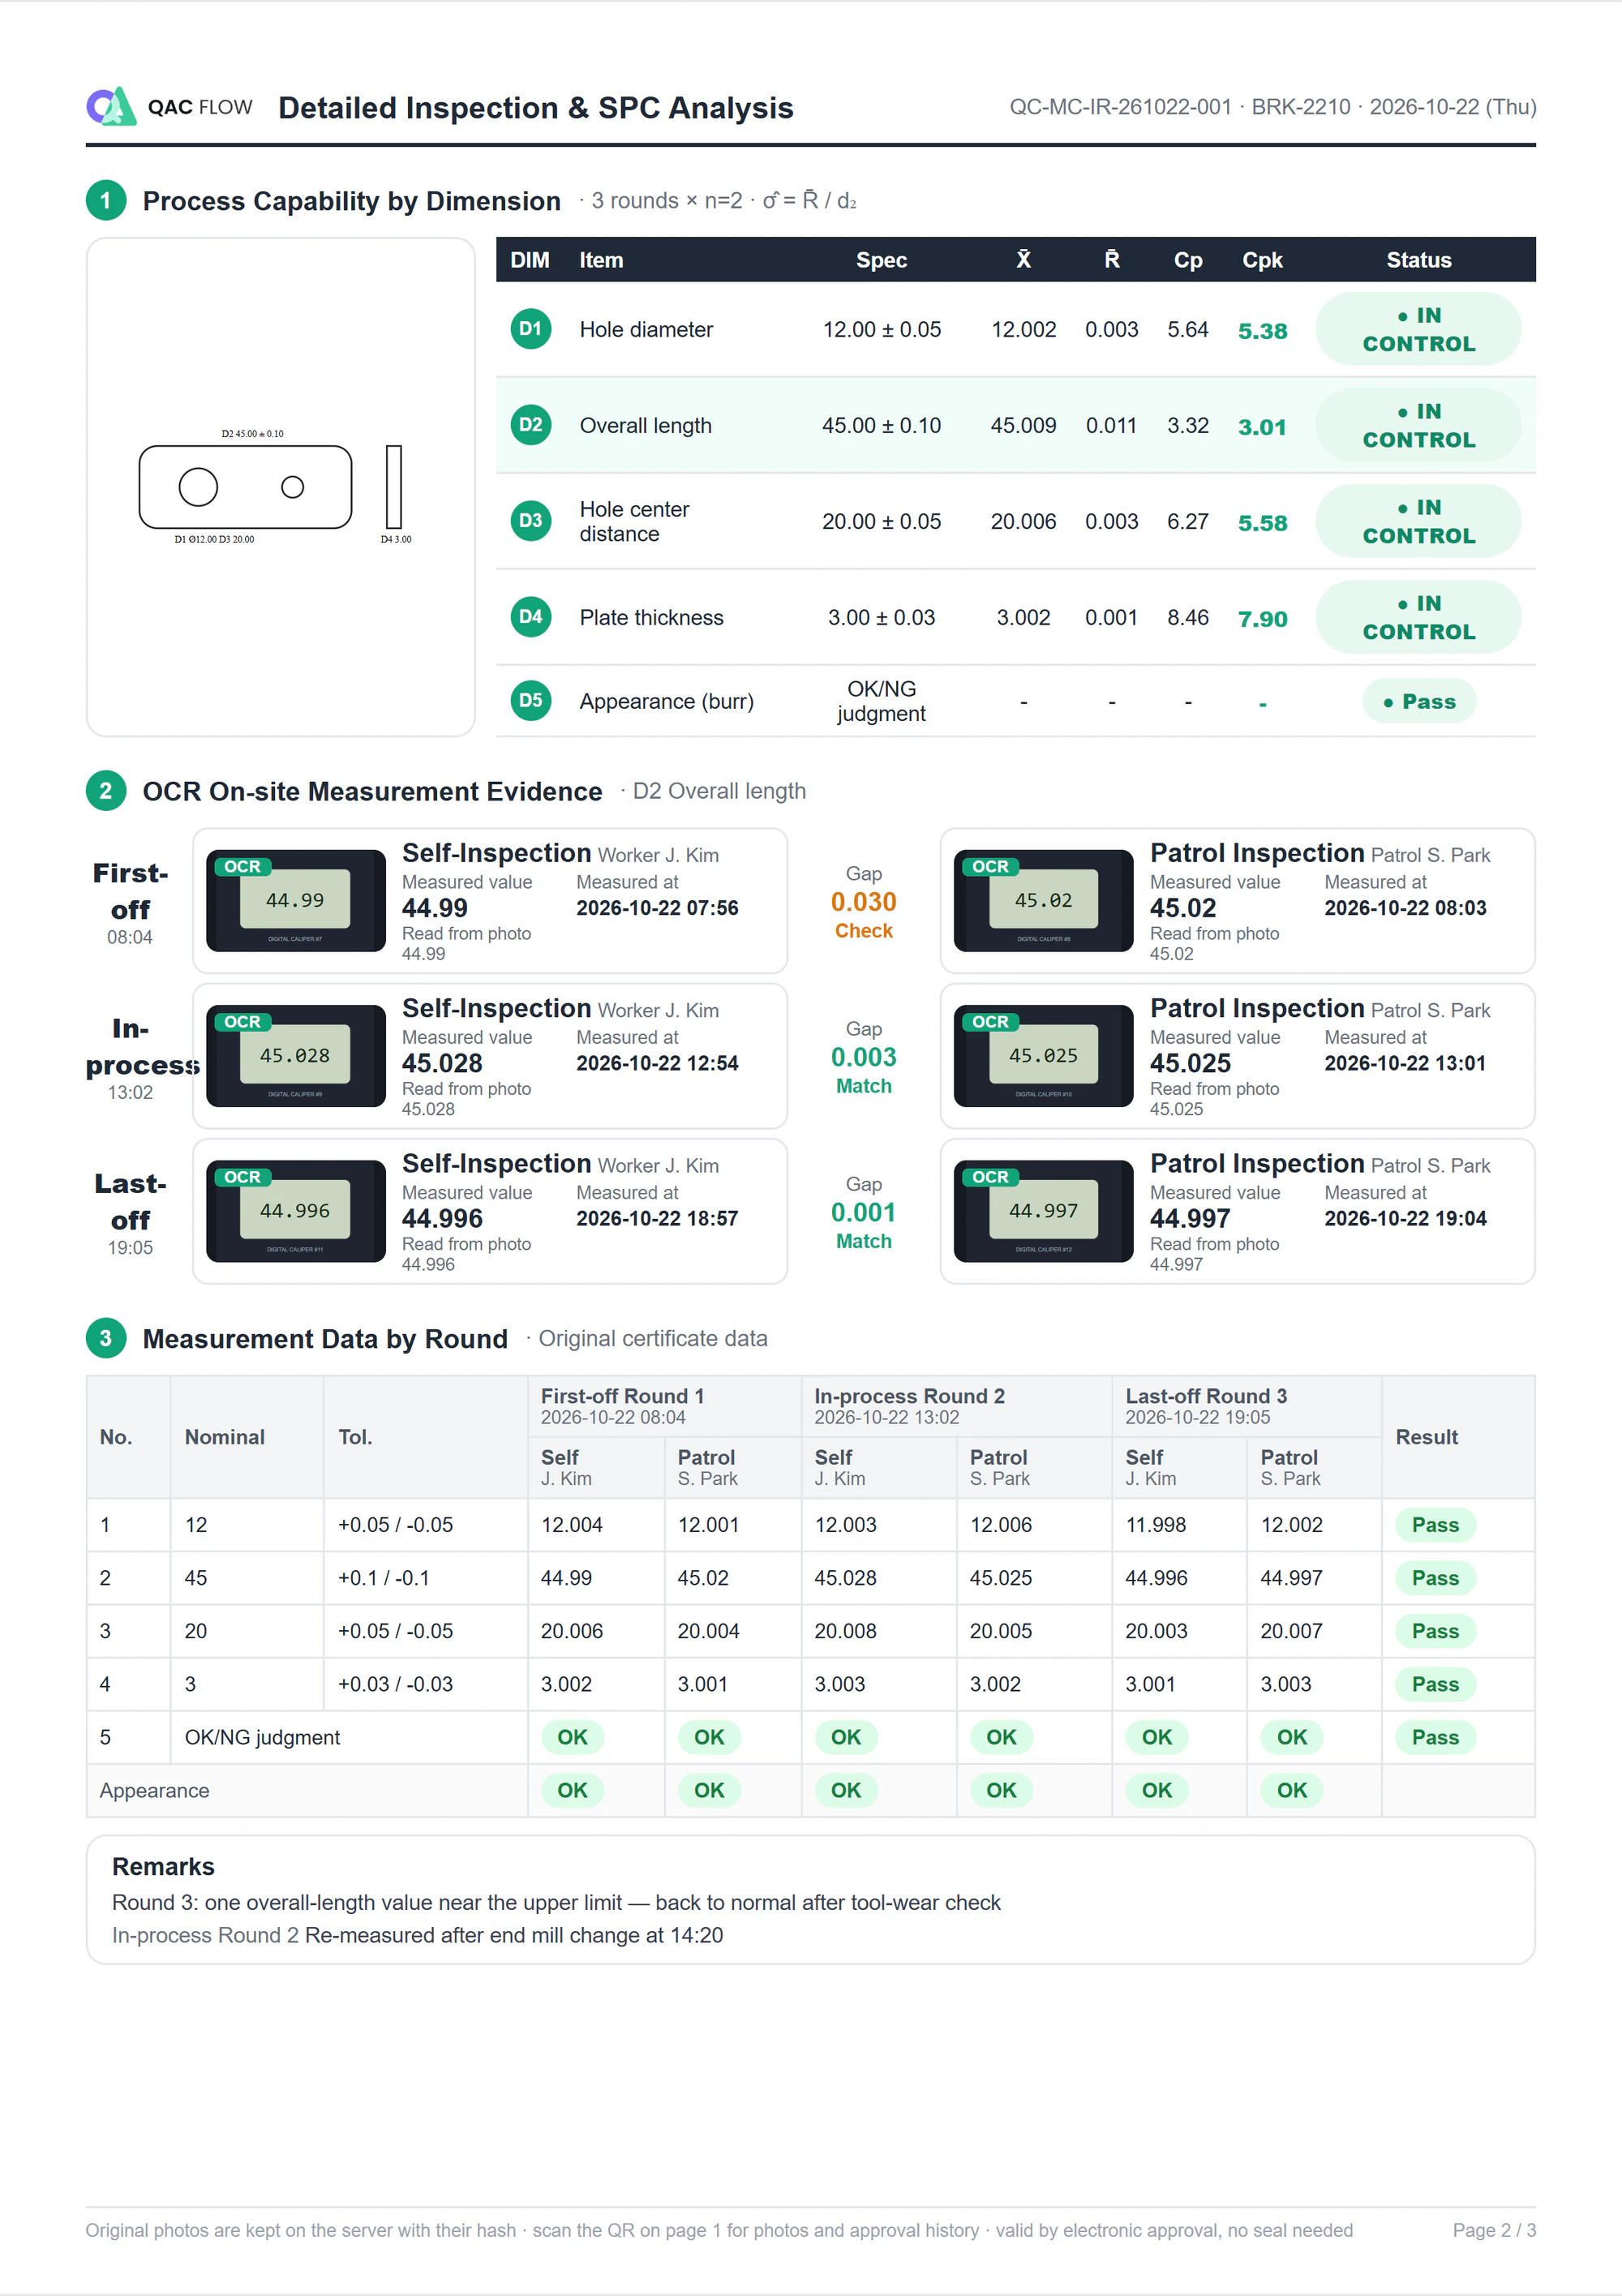 QAC FLOW
Detailed Inspection & SPC Analysis
QC-MC-IR-261022-001 · BRK-2210 · 2026-10-22 (Thu)
1 Process Capability by Dimension · 3 rounds × n=2 · σ̂ = R̄ / d₂
D2 45.00 ± 0.10
D1 Ø12.00 D3 20.00
D4 3.00
DIM Item Spec X̄ R̄ Cp Cpk Status
D1 Hole diameter 12.00 ± 0.05 12.002 0.003 5.64 5.38 ● IN CONTROL
D2 Overall length 45.00 ± 0.10 45.009 0.011 3.32 3.01 ● IN CONTROL
D3 Hole center distance 20.00 ± 0.05 20.006 0.003 6.27 5.58 ● IN CONTROL
D4 Plate thickness 3.00 ± 0.03 3.002 0.001 8.46 7.90 ● IN CONTROL
D5 Appearance (burr) OK/NG judgment - - - - ● Pass
2 OCR On-site Measurement Evidence · D2 Overall length
First-off
08:04
OCR
44.99
DIGITAL CALIPER #7
Self-Inspection Worker J. Kim
Measured value Measured at
44.99 2026-10-22 07:56
Read from photo
44.99
Gap
0.030
Check
OCR
45.02
DIGITAL CALIPER #8
Patrol Inspection Patrol S. Park
Measured value Measured at
45.02 2026-10-22 08:03
Read from photo
45.02
In-process
13:02
OCR
45.028
DIGITAL CALIPER #9
Self-Inspection Worker J. Kim
Measured value Measured at
45.028 2026-10-22 12:54
Read from photo
45.028
Gap
0.003
Match
OCR
45.025
DIGITAL CALIPER #10
Patrol Inspection Patrol S. Park
Measured value Measured at
45.025 2026-10-22 13:01
Read from photo
45.025
Last-off
19:05
OCR
44.996
DIGITAL CALIPER #11
Self-Inspection Worker J. Kim
Measured value Measured at
44.996 2026-10-22 18:57
Read from photo
44.996
Gap
0.001
Match
OCR
44.997
DIGITAL CALIPER #12
Patrol Inspection Patrol S. Park
Measured value Measured at
44.997 2026-10-22 19:04
Read from photo
44.997
3 Measurement Data by Round · Original certificate data
No. Nominal Tol. First-off Round 1 In-process Round 2 Last-off Round 3 Result
2026-10-22 08:04 2026-10-22 13:02 2026-10-22 19:05
Self Patrol Self Patrol Self Patrol
J. Kim S. Park J. Kim S. Park J. Kim S. Park
1 12 +0.05 / -0.05 12.004 12.001 12.003 12.006 11.998 12.002 Pass
2 45 +0.1 / -0.1 44.99 45.02 45.028 45.025 44.996 44.997 Pass
3 20 +0.05 / -0.05 20.006 20.004 20.008 20.005 20.003 20.007 Pass
4 3 +0.03 / -0.03 3.002 3.001 3.003 3.002 3.001 3.003 Pass
5 OK/NG judgment OK OK OK OK OK OK Pass
Appearance OK OK OK OK OK OK
Remarks
Round 3: one overall-length value near the upper limit — back to normal after tool-wear check
In-process Round 2 Re-measured after end mill change at 14:20
Original photos are kept on the server with their hash · scan the QR on page 1 for photos and approval history · valid by electronic approval, no seal needed
Page 2 / 3